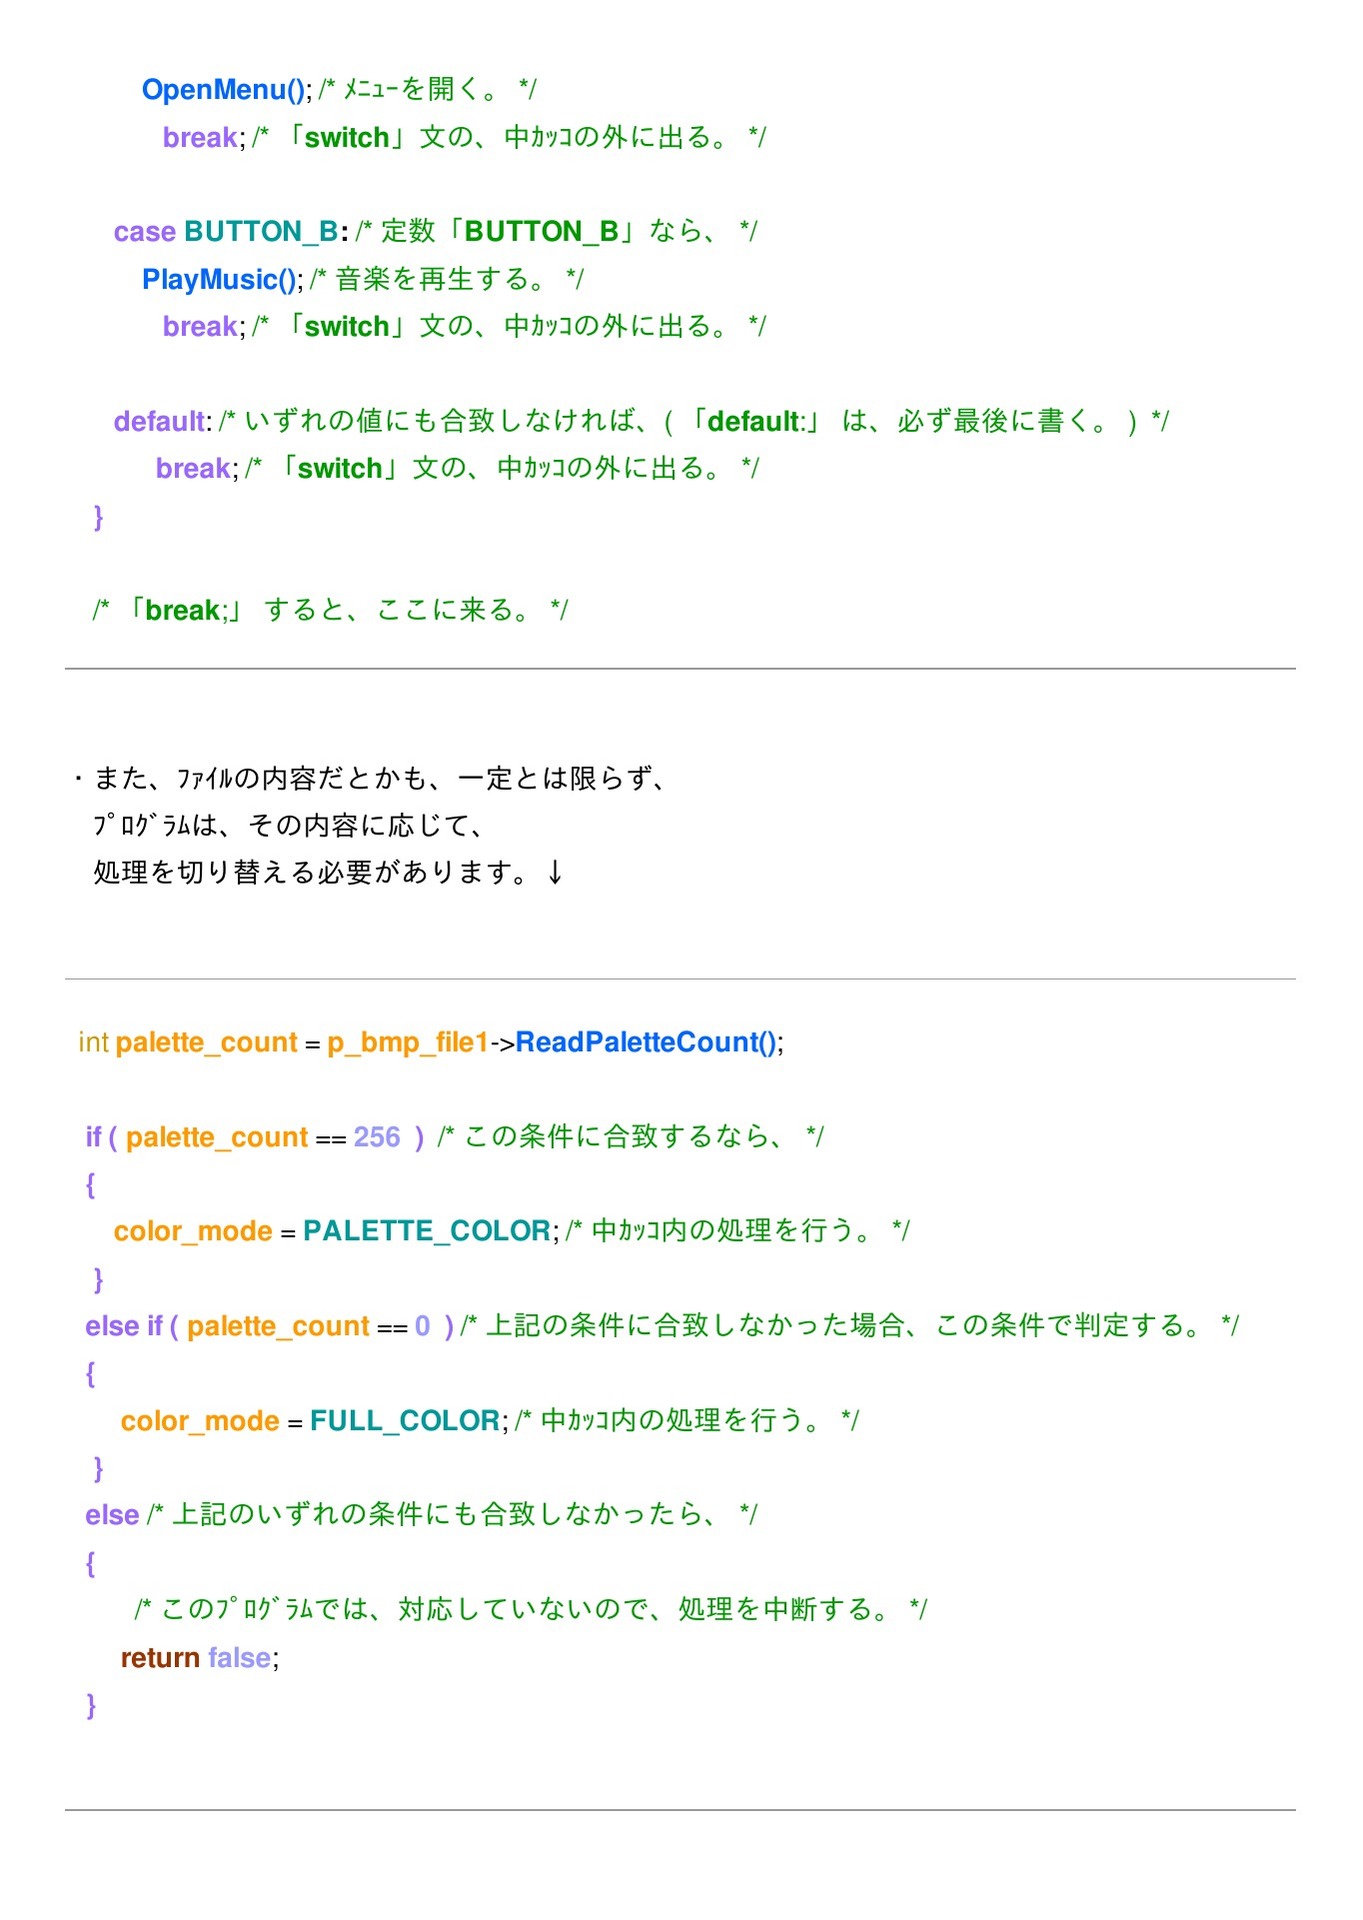 OpenMenu(); /* ﾒﾆｭｰを開く。 */
break; /* 「switch」文の、中ｶｯｺの外に出る。 */
case BUTTON_B: /* 定数「BUTTON_B」なら、 */
PlayMusic(); /* 音楽を再生する。 */
break; /* 「switch」文の、中ｶｯｺの外に出る。 */
default: /* いずれの値にも合致しなければ、( 「default:」 は、必ず最後に書く。 ) */
break; /* 「switch」文の、中ｶｯｺの外に出る。 */
}
/* 「break;」 すると、ここに来る。 */
・また、ﾌｧｲﾙの内容だとかも、一定とは限らず、
ﾌﾟﾛｸﾞﾗﾑは、その内容に応じて、
処理を切り替える必要があります。↓
int palette_count = p_bmp_file1->ReadPaletteCount();
if ( palette_count == 256 ) /* この条件に合致するなら、 */
{
color_mode = PALETTE_COLOR; /* 中ｶｯｺ内の処理を行う。 */
}
else if ( palette_count == 0 ) /* 上記の条件に合致しなかった場合、この条件で判定する。 */
{
color_mode = FULL_COLOR; /* 中ｶｯｺ内の処理を行う。 */
}
else /* 上記のいずれの条件にも合致しなかったら、 */
{
/* このﾌﾟﾛｸﾞﾗﾑでは、対応していないので、処理を中断する。 */
return false;
}